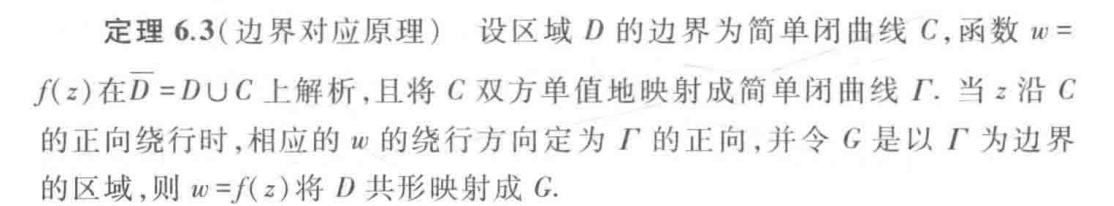 定理 6.3(边界对应原理) 设区域 D 的边界为简单闭曲线 C,函数 w=
f(z)在D̅=D∪C 上解析,且将 C 双方单值地映射成简单闭曲线 Γ. 当 z 沿 C
的正向绕行时,相应的 w 的绕行方向定为 Γ 的正向,并令 G 是以 Γ 为边界
的区域,则 w=f(z)将 D 共形映射成 G.